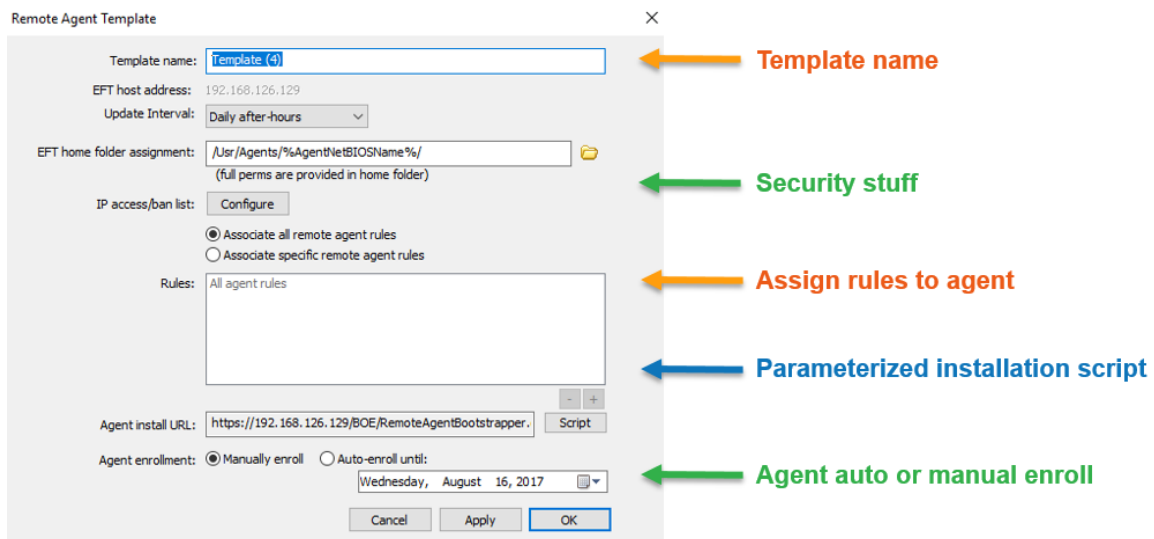 Remote Agent Template
Template name: Template (4)
Template name
EFT host address: 192.168.126.129
Update Interval: Daily after-hours
EFT home folder assignment: /Usr/Agents/%AgentNetBIOSName%/
(full perms are provided in home folder)
Security stuff
IP access/ban list: Configure
Associate all remote agent rules
Associate specific remote agent rules
Rules: All agent rules
Assign rules to agent
Parameterized installation script
- +
Agent install URL: https://192.168.126.129/BOE/RemoteAgentBootstrapper. Script
Agent enrollment: Manually enroll Auto-enroll until:
Wednesday, August 16, 2017
Agent auto or manual enroll
Cancel Apply OK